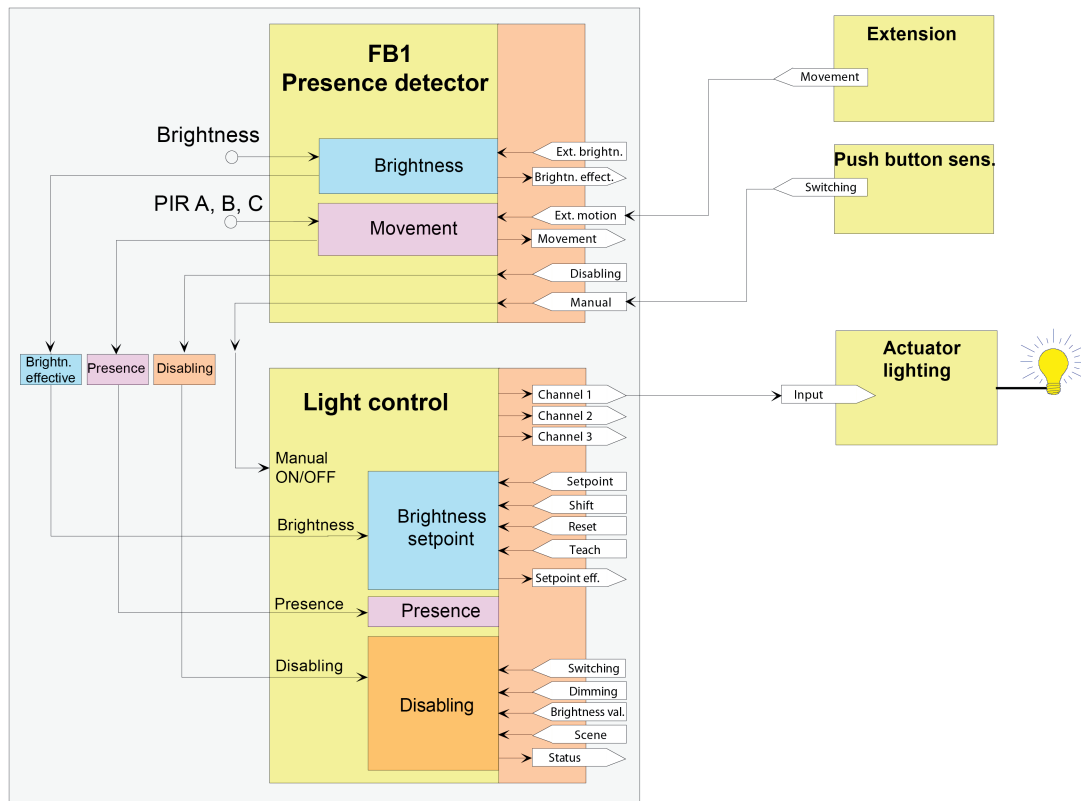 FB1
Presence detector
Brightness
Brightness
Ext. brightn.
Brightn. effect.
PIR A, B, C
Movement
Ext. motion
Movement
Disabling
Manual
Extension
Movement
Push button sens.
Switching
Brightn.
effective
Presence
Disabling
Actuator
lighting
Input
Light control
Channel 1
Channel 2
Channel 3
Manual
ON/OFF
Brightness
Brightness
setpoint
Setpoint
Shift
Reset
Teach
Setpoint eff.
Presence
Presence
Disabling
Disabling
Switching
Dimming
Brightness val.
Scene
Status